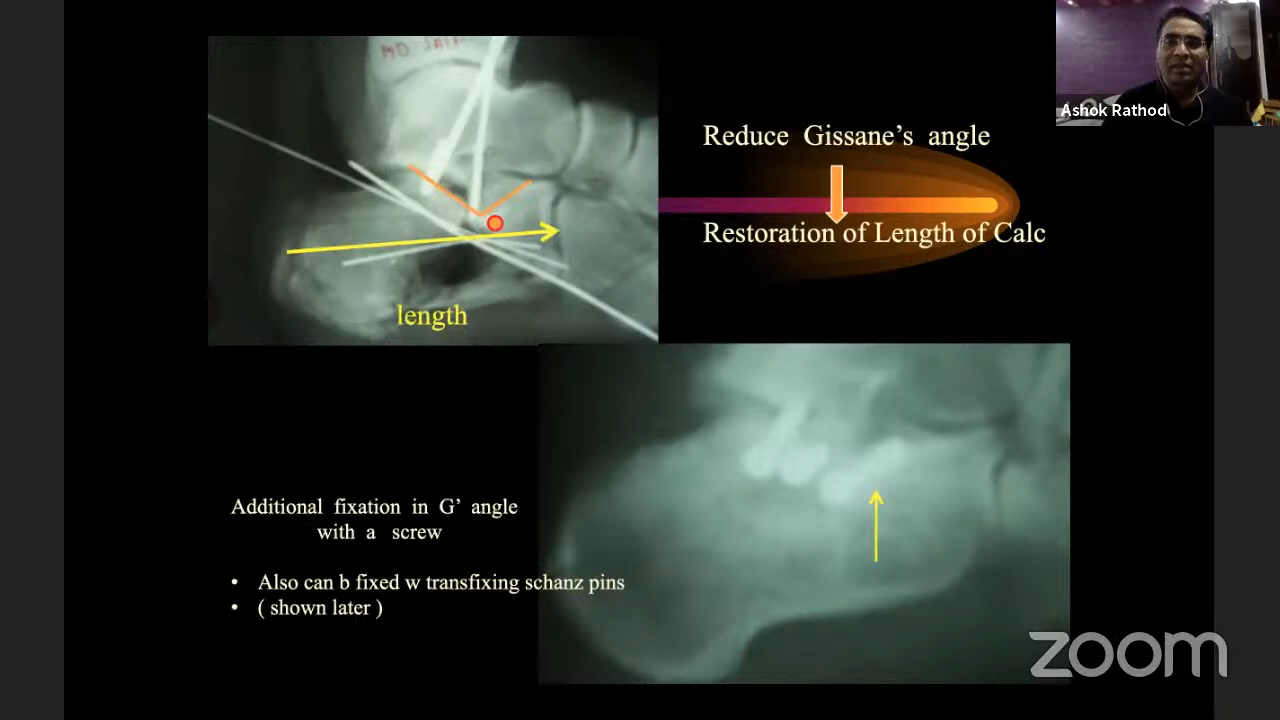 Ashok Rathod
Reduce Gissane's angle
Restoration of Length of Calc
length
Additional fixation in G' angle
with a screw
• Also can b fixed w transfixing schanz pins
• ( shown later )
zoom